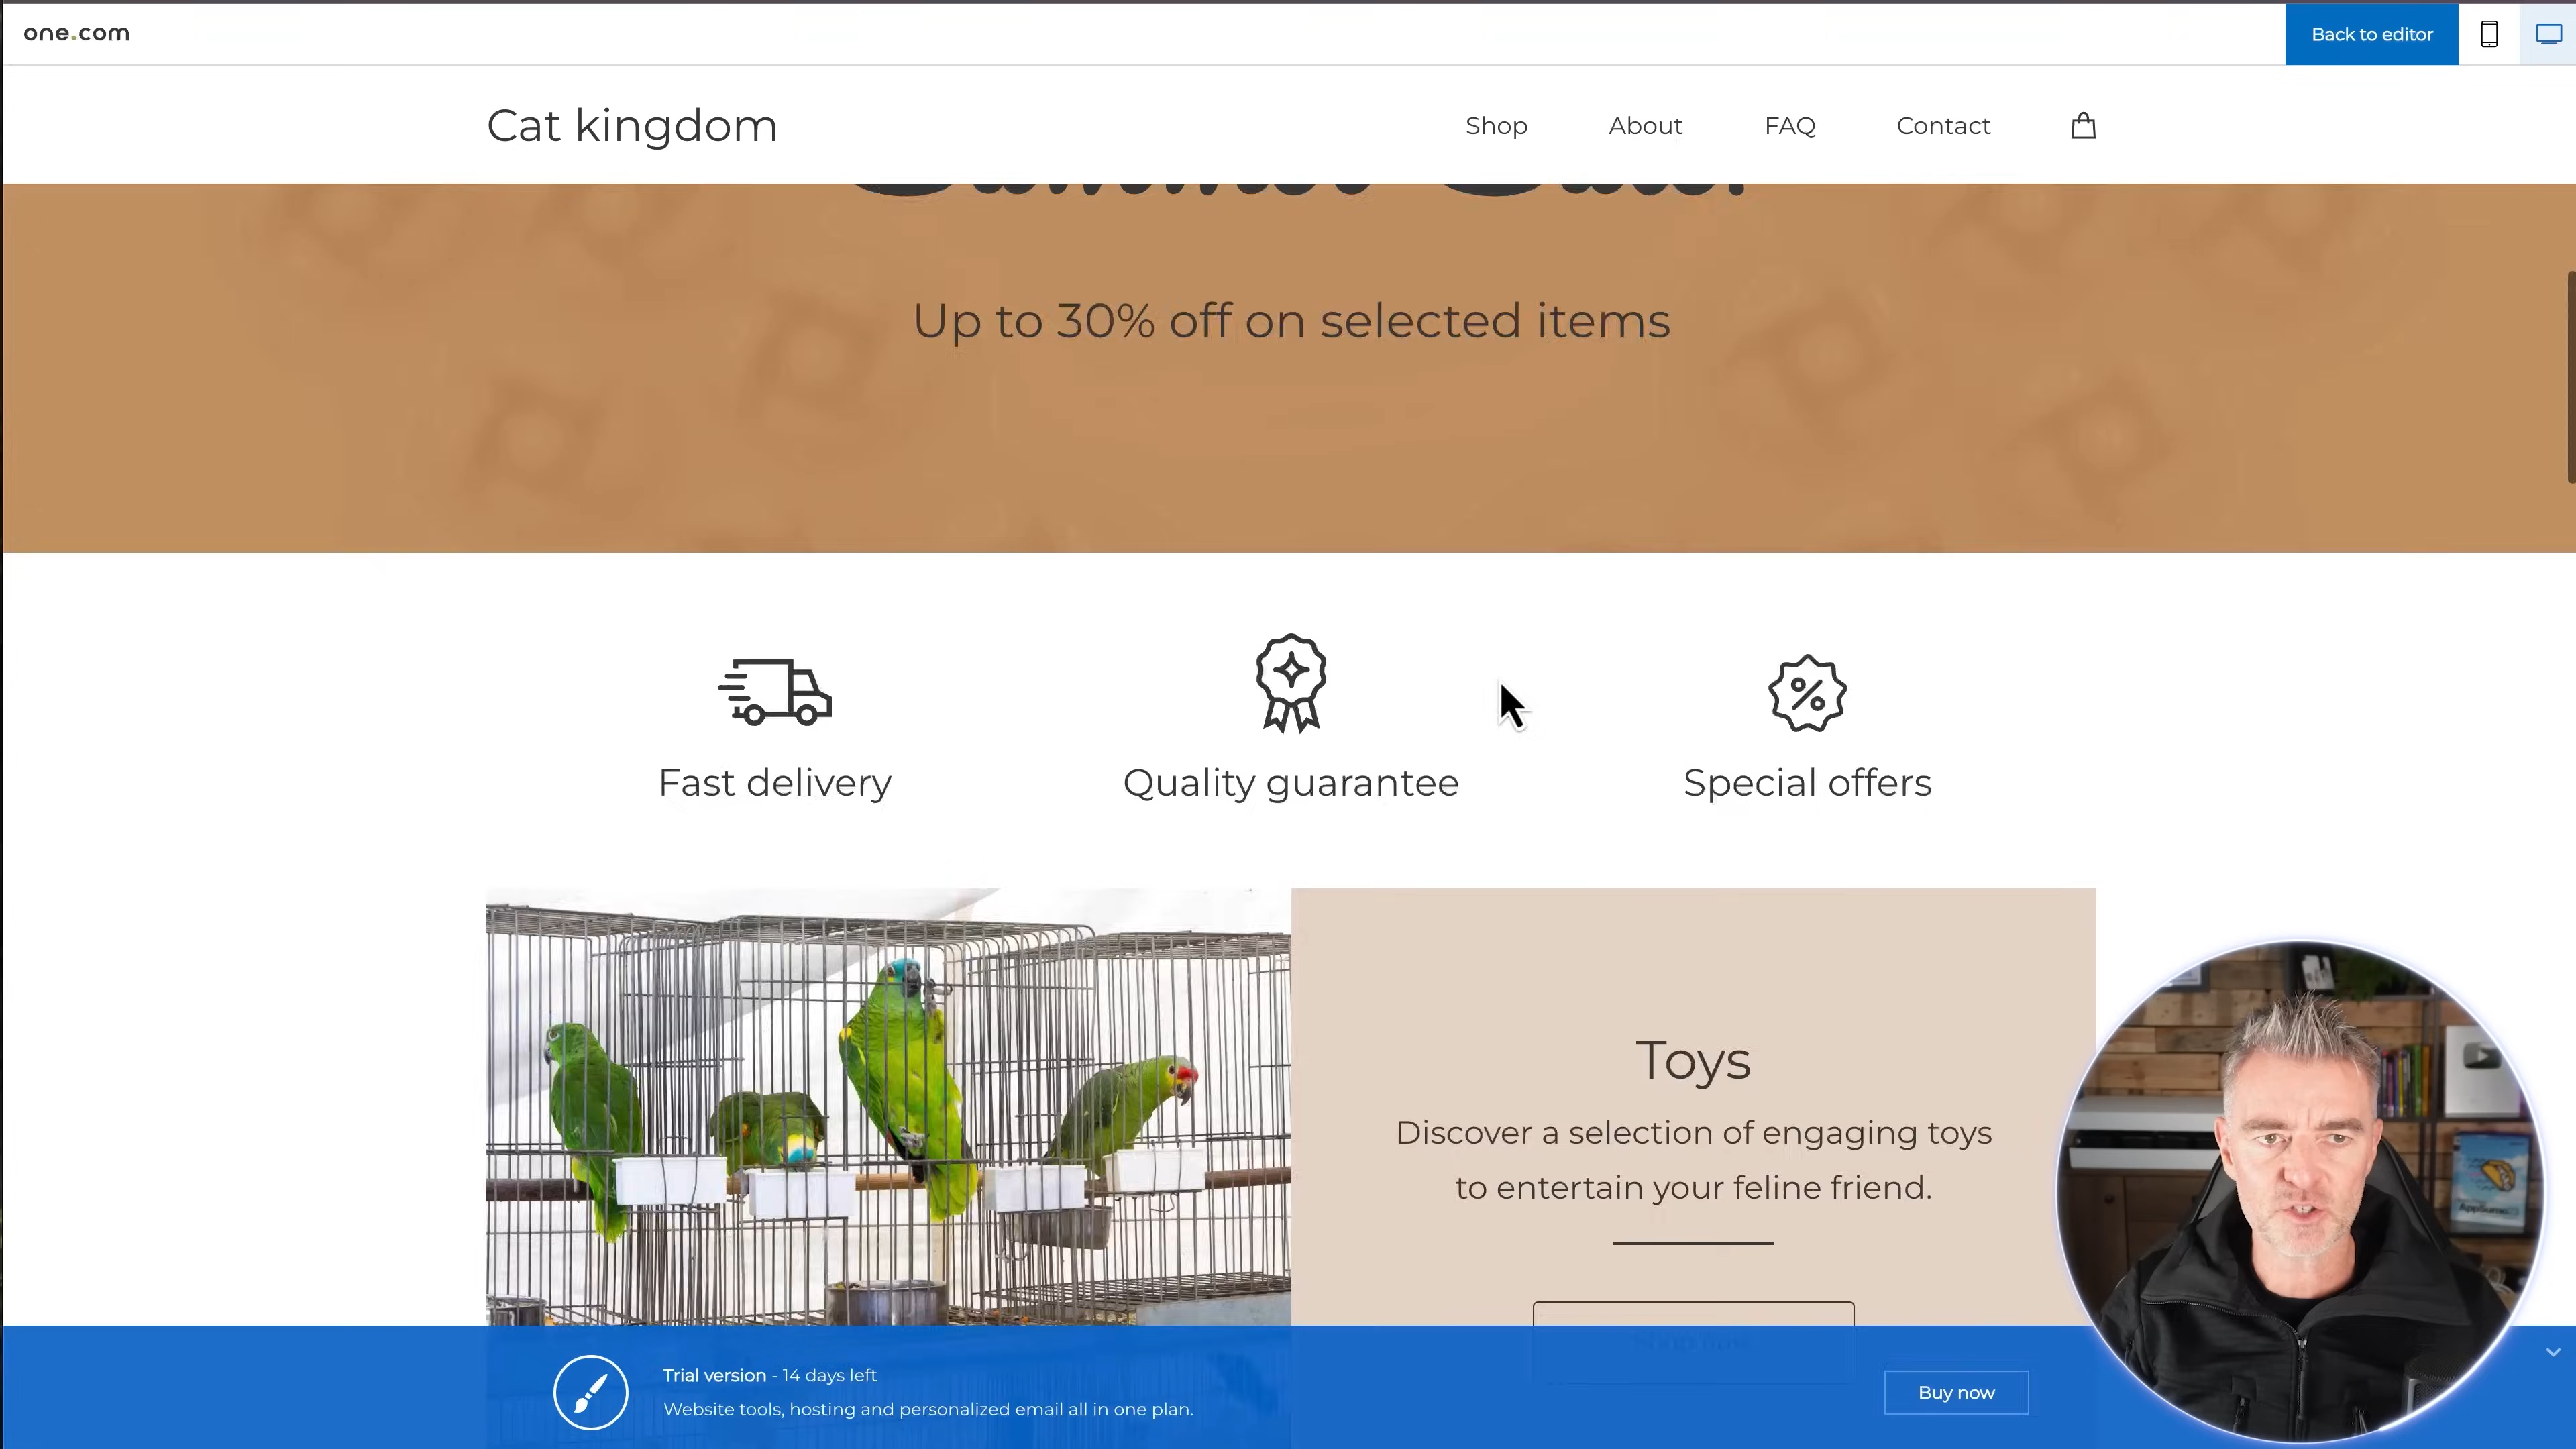 one.com
Back to editor
Cat kingdom
Shop
About
FAQ
Contact
Up to 30% off on selected items
Fast delivery
Quality guarantee
Special offers
Toys
Discover a selection of engaging toys
to entertain your feline friend.
Trial version - 14 days left
Website tools, hosting and personalized email all in one plan.
Buy now
AppSumo